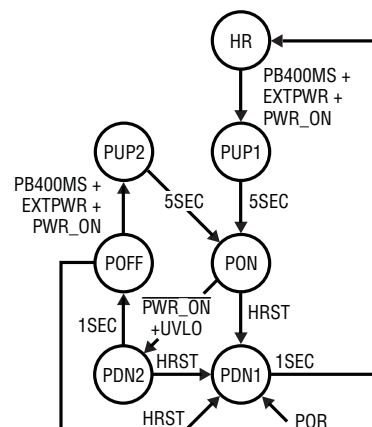 HR
PB400MS +
EXTPWR +
PWR_ON
PUP2
PUP1
PB400MS +
EXTPWR +
PWR_ON
5SEC
5SEC
POFF
PON
PWR_ON
+UVLO
1SEC
HRST
PDN2
HRST
PDN1
1SEC
HRST
POR